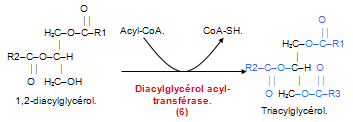 O
H₂C-O-C-R1
R2-C-O-C-H
O H₂C-OH
1,2-diacylglycérol.
Acyl-CoA. CoA-SH.
Diacylglycérol acyl-
transférase.
(6)
O
H₂C-O-C-R1
R2-C-O-C-H O
O H₂C-O-C-R3
Triacylglycérol.